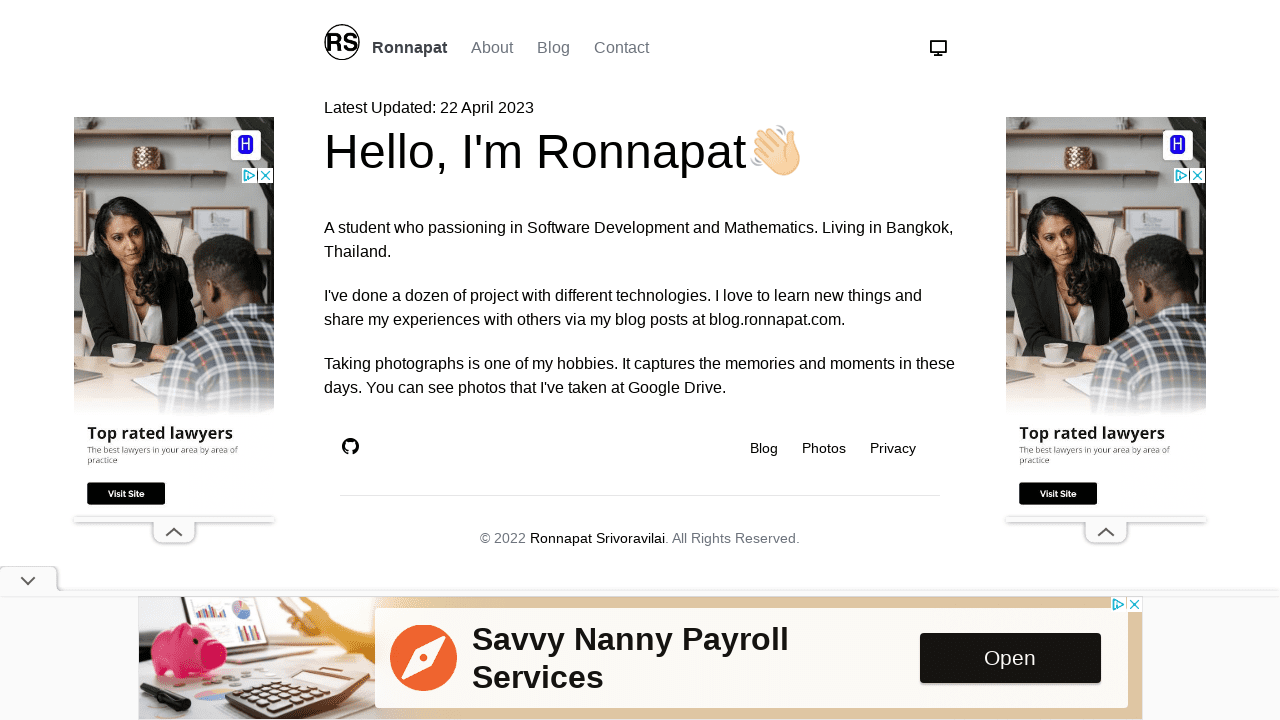 RS Ronnapat About Blog Contact
Latest Updated: 22 April 2023
Hello, I'm Ronnapat
A student who passioning in Software Development and Mathematics. Living in Bangkok,
Thailand.
I've done a dozen of project with different technologies. I love to learn new things and
share my experiences with others via my blog posts at blog.ronnapat.com.
Taking photographs is one of my hobbies. It captures the memories and moments in these
days. You can see photos that I've taken at Google Drive.
Blog Photos Privacy
© 2022 Ronnapat Srivoravilai. All Rights Reserved.
H
Top rated lawyers
The best lawyers in your area by area of
practice
Visit Site
H
Top rated lawyers
The best lawyers in your area by area of
practice
Visit Site
Savvy Nanny Payroll
Services
Open